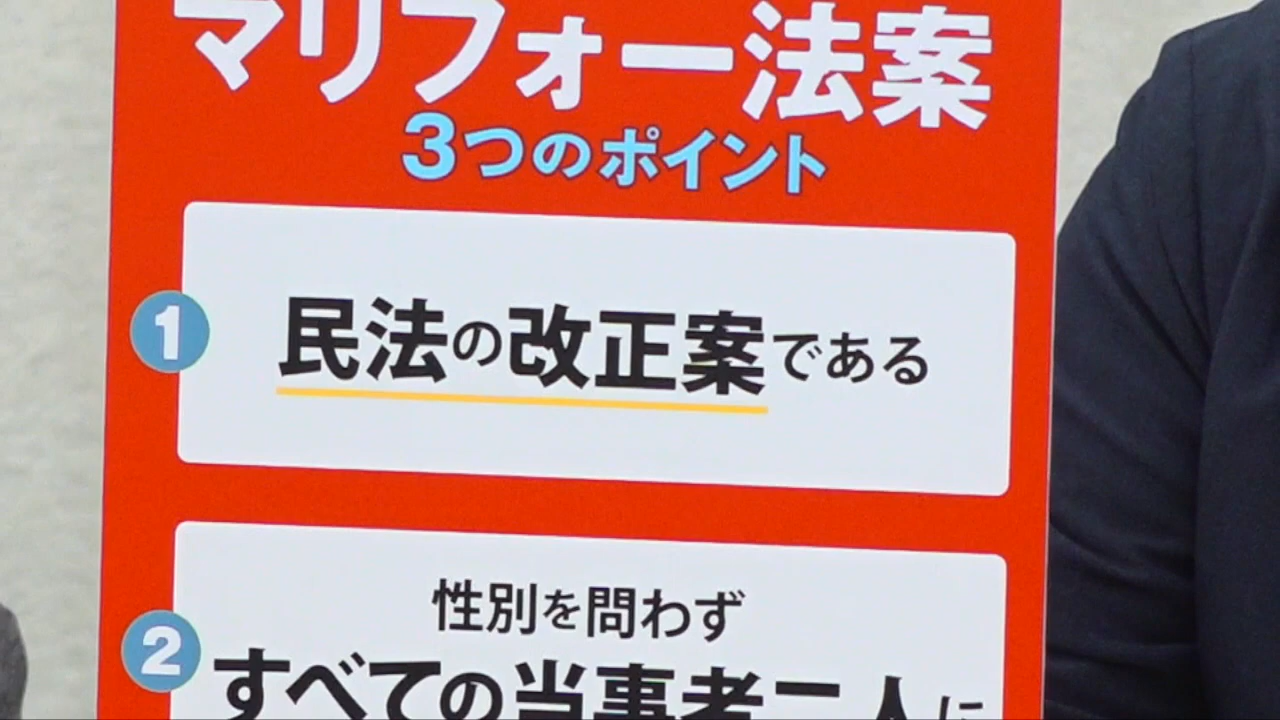 マリフォー法案
3つのポイント
1
民法の改正案である
2
性別を問わず
すべての当事者二人に